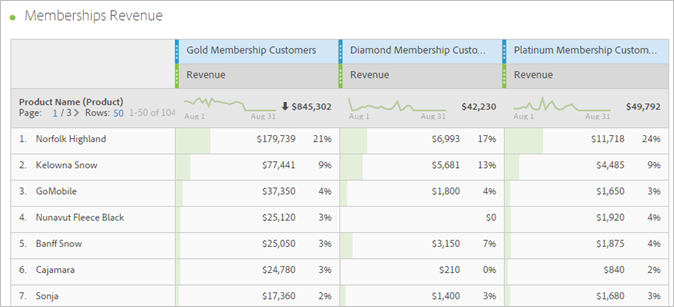 Memberships Revenue
Gold Membership Customers Diamond Membership Custo... Platinum Membership Custom...
Revenue Revenue Revenue
Product Name (Product)
Page: 1 / 3 > Rows: 50 1-50 of 104
Aug 1 Aug 31 $845,302 Aug 1 Aug 31 $42,230 Aug 1 Aug 31 $49,792
1. Norfolk Highland $179,739 21% $6,993 17% $11,718 24%
2. Kelowna Snow $77,441 9% $5,681 13% $4,485 9%
3. GoMobile $37,350 4% $1,800 4% $1,650 3%
4. Nunavut Fleece Black $25,120 3% $0 $1,920 4%
5. Banff Snow $25,050 3% $3,150 7% $1,875 4%
6. Cajamara $24,780 3% $210 0% $840 2%
7. Sonja $17,360 2% $1,400 3% $1,680 3%